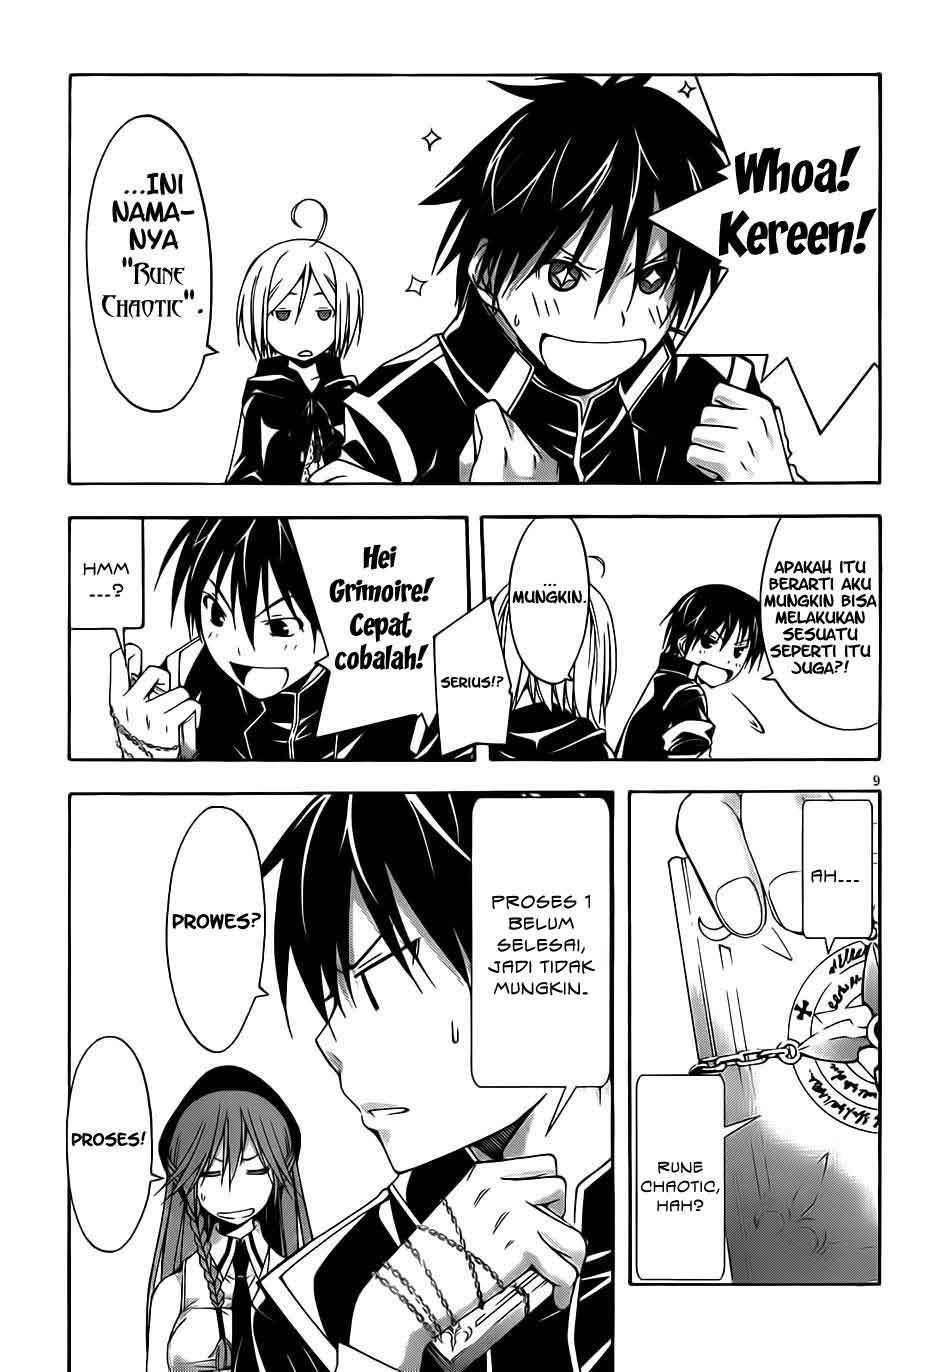 Whoa!
Kereen!
...INI
NAMA-
NYA
"RUNE
CHAOTIC".
APAKAH ITU
BERARTI AKU
MUNGKIN BISA
MELAKUKAN
SESUATU
SEPERTI ITU
JUGA?!
...
MUNGKIN.
SERIUS!?
Hei
Grimoire!
Cepat
cobalah!
HMM
---?
9
AH---
RUNE
CHAOTIC,
HAH?
PROSES 1
BELUM
SELESAI,
JADI TIDAK
MUNGKIN-
PROWES?
PROSES!